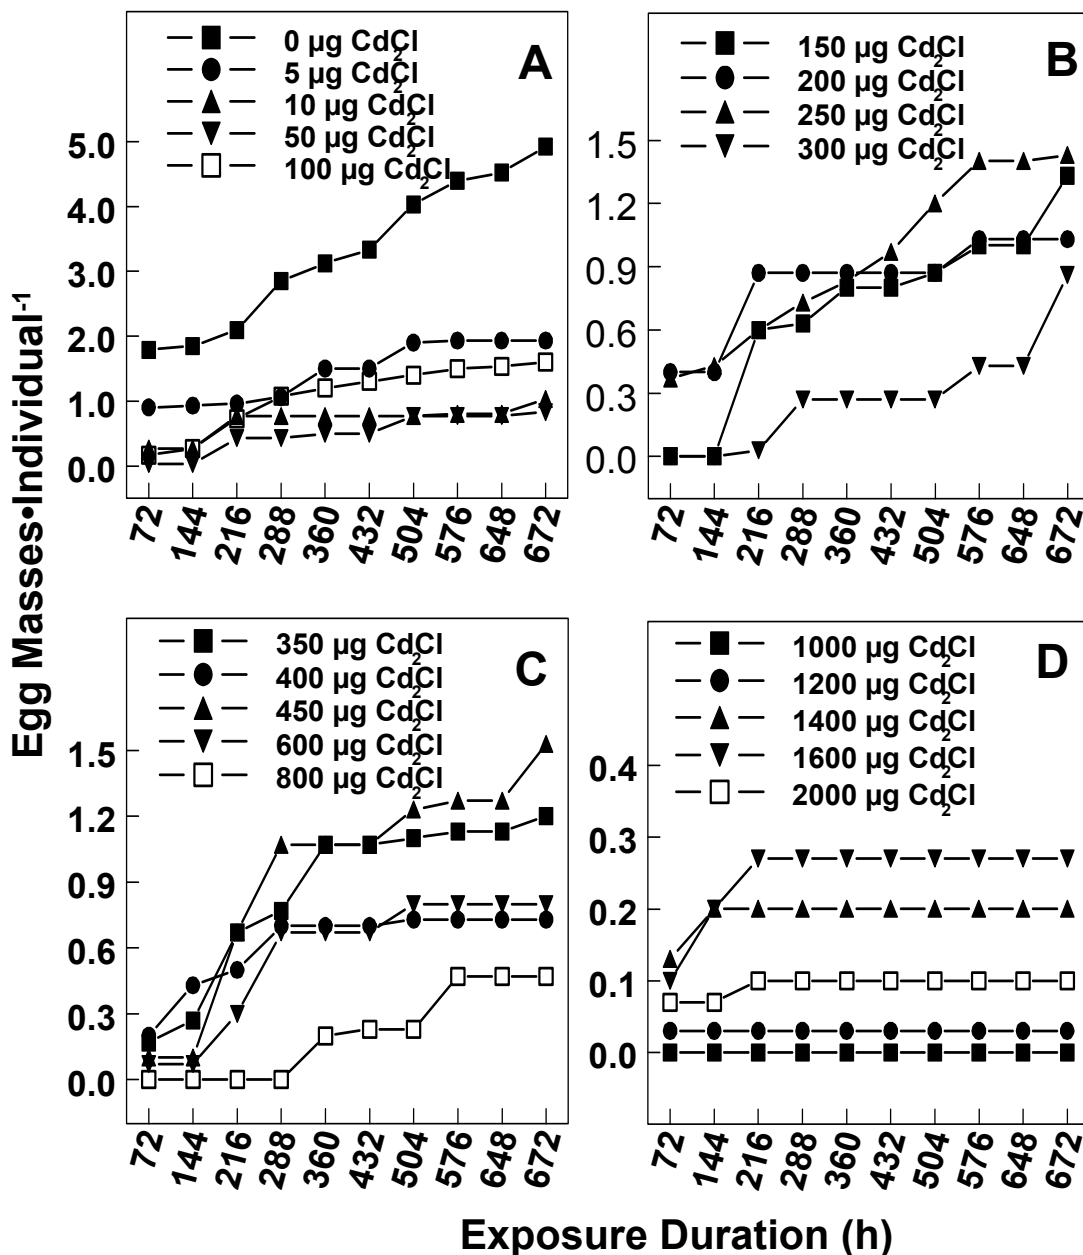 A
0 µg CdCl2
5 µg CdCl2
10 µg CdCl2
50 µg CdCl2
100 µg CdCl2
5.0
4.0
3.0
2.0
1.0
0.0
72 144 216 288 360 432 504 576 648 672
B
150 µg CdCl2
200 µg CdCl2
250 µg CdCl2
300 µg CdCl2
1.5
1.2
0.9
0.6
0.3
0.0
72 144 216 288 360 432 504 576 648 672
Egg Masses•Individual-1
C
350 µg CdCl2
400 µg CdCl2
450 µg CdCl2
600 µg CdCl2
800 µg CdCl2
1.5
1.2
0.9
0.6
0.3
0.0
72 144 216 288 360 432 504 576 648 672
D
1000 µg Cd2Cl
1200 µg Cd2Cl
1400 µg Cd2Cl
1600 µg Cd2Cl
2000 µg Cd2Cl
0.4
0.3
0.2
0.1
0.0
72 144 216 288 360 432 504 576 648 672
Exposure Duration (h)